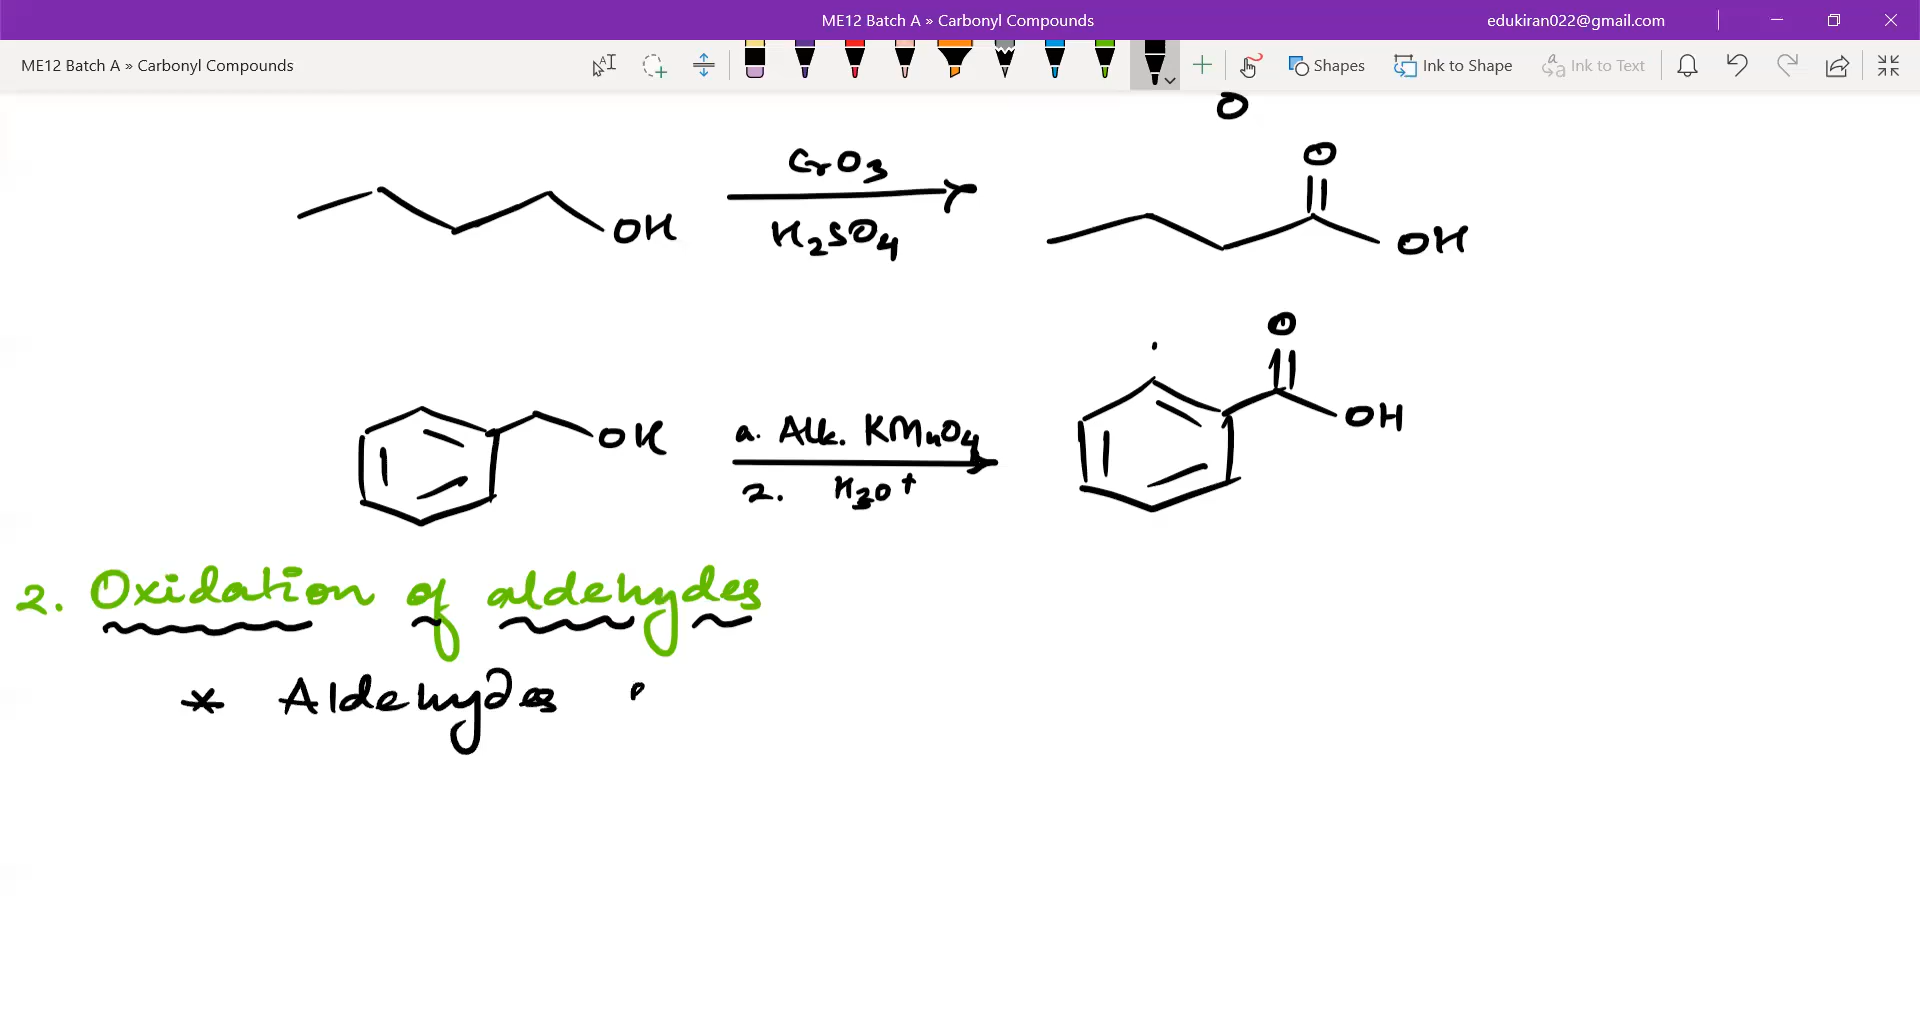 ME12 Batch A » Carbonyl Compounds
edukiran022@gmail.com
ME12 Batch A » Carbonyl Compounds
Shapes
Ink to Shape
Ink to Text
O
CrO3
H2SO4
OH
O
OH
OH
a. Alk. KMnO4
2. H3O+
O
OH
2. Oxidation of aldehydes
* Aldehydes